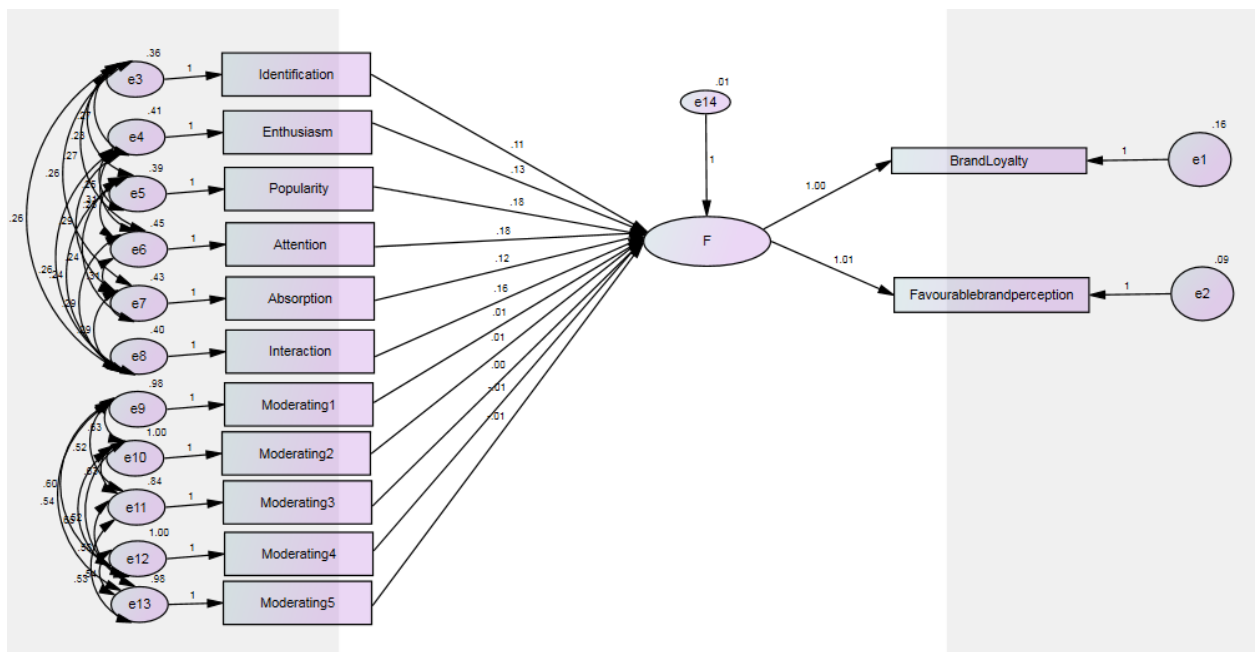 .36
e3
1
Identification
.41
e4
1
Enthusiasm
.39
e5
1
Popularity
.45
e6
1
Attention
.43
e7
1
Absorption
.40
e8
1
Interaction
.98
e9
1
Moderating1
1.00
e10
1
Moderating2
.84
e11
1
Moderating3
1.00
e12
1
Moderating4
.98
e13
1
Moderating5
.27
.27
.26
.26
.29
.24
.26
.29
.29
.63
.52
.60
.54
.53
.11
.13
.18
.18
.12
.16
.01
.01
.00
-.01
-.01
.01
e14
1
F
1.00
1.01
BrandLoyalty
1
.16
e1
Favourablebrandperception
1
.09
e2